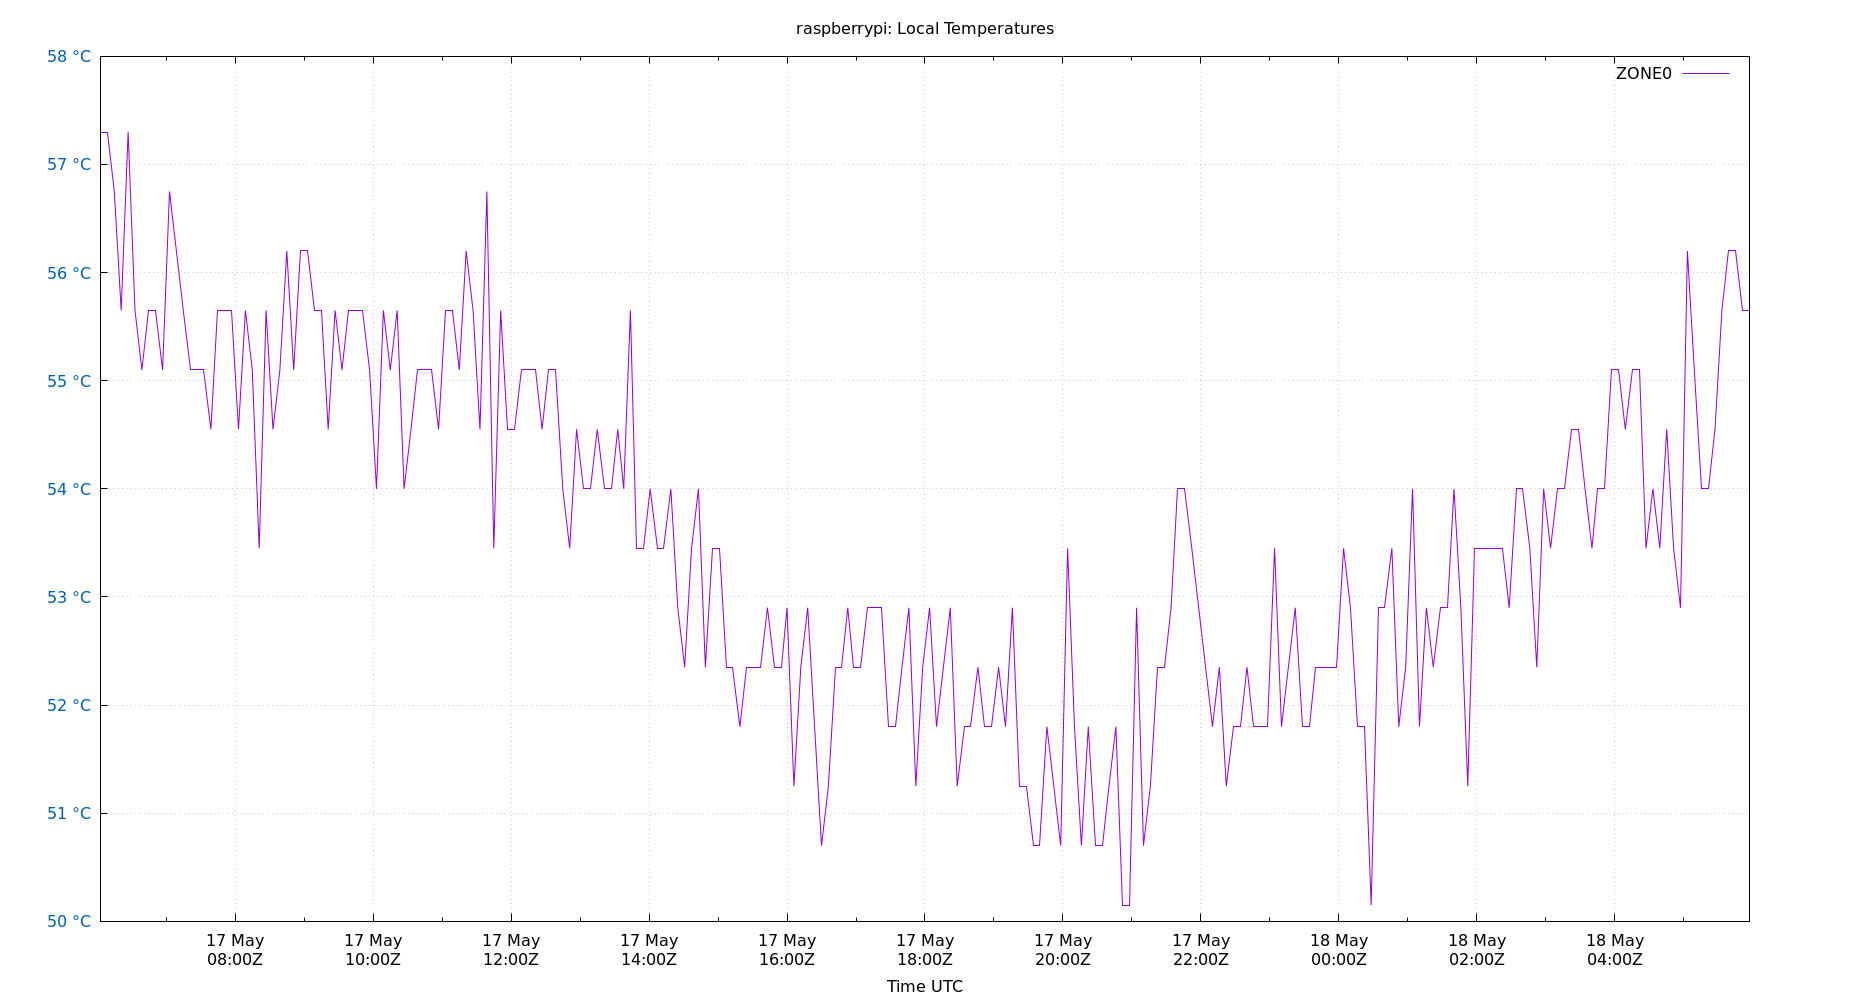 raspberrypi: Local Temperatures
58 °C
ZONE0
57 °C
56 °C
55 °C
54 °C
53 °C
52 °C
51 °C
50 °C
17 May 17 May 17 May 17 May 17 May 17 May 17 May 17 May 18 May 18 May 18 May
08:00Z 10:00Z 12:00Z 14:00Z 16:00Z 18:00Z 20:00Z 22:00Z 00:00Z 02:00Z 04:00Z
Time UTC